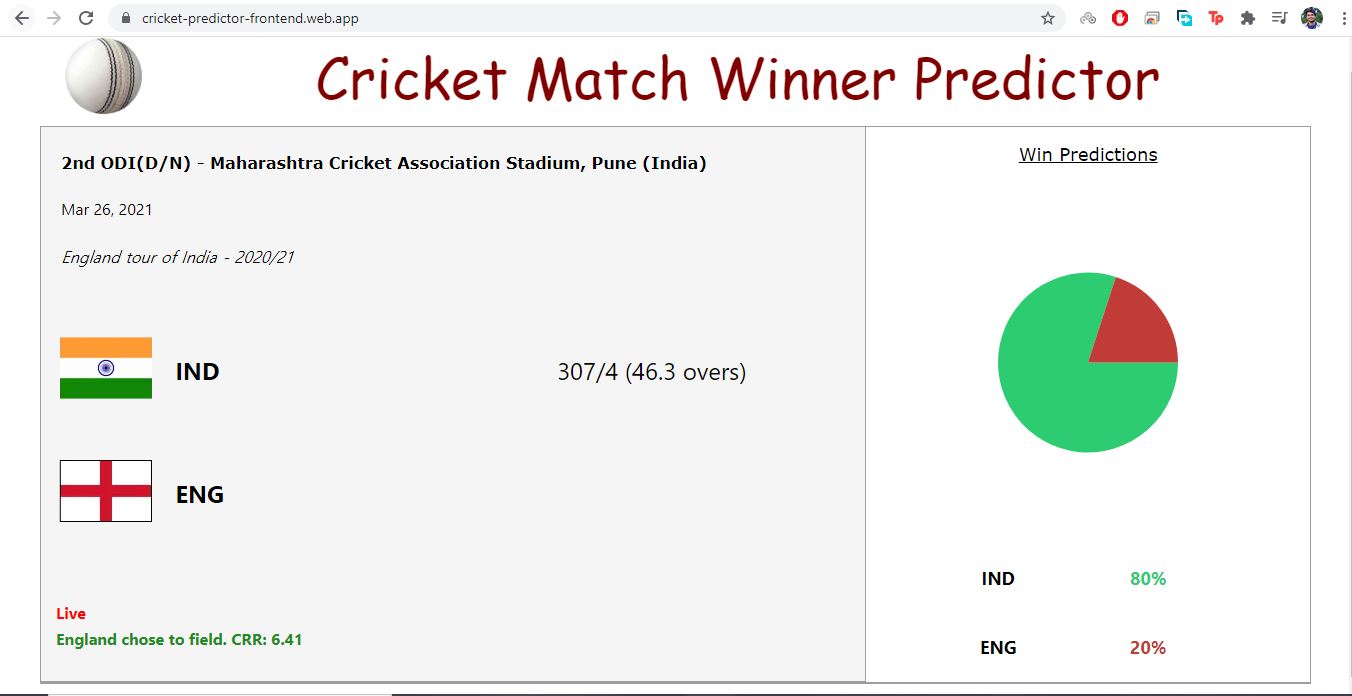 cricket-predictor-frontend.web.app
Tp
Cricket Match Winner Predictor
2nd ODI(D/N) - Maharashtra Cricket Association Stadium, Pune (India)
Mar 26, 2021
England tour of India - 2020/21
IND 307/4 (46.3 overs)
ENG
Live
England chose to field. CRR: 6.41
Win Predictions
IND 80%
ENG 20%